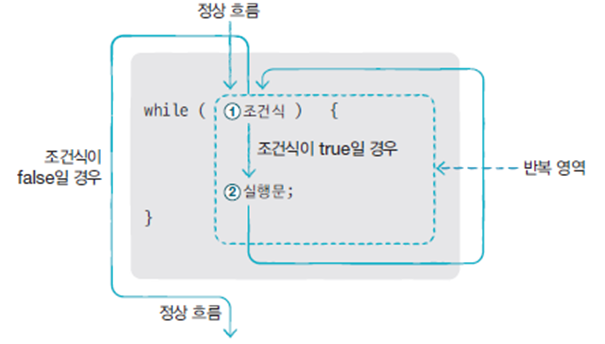 정상 흐름
while ( ①조건식 ) {
조건식이 true일 경우
조건식이
false일 경우
반복 영역
②실행문;
}
정상 흐름